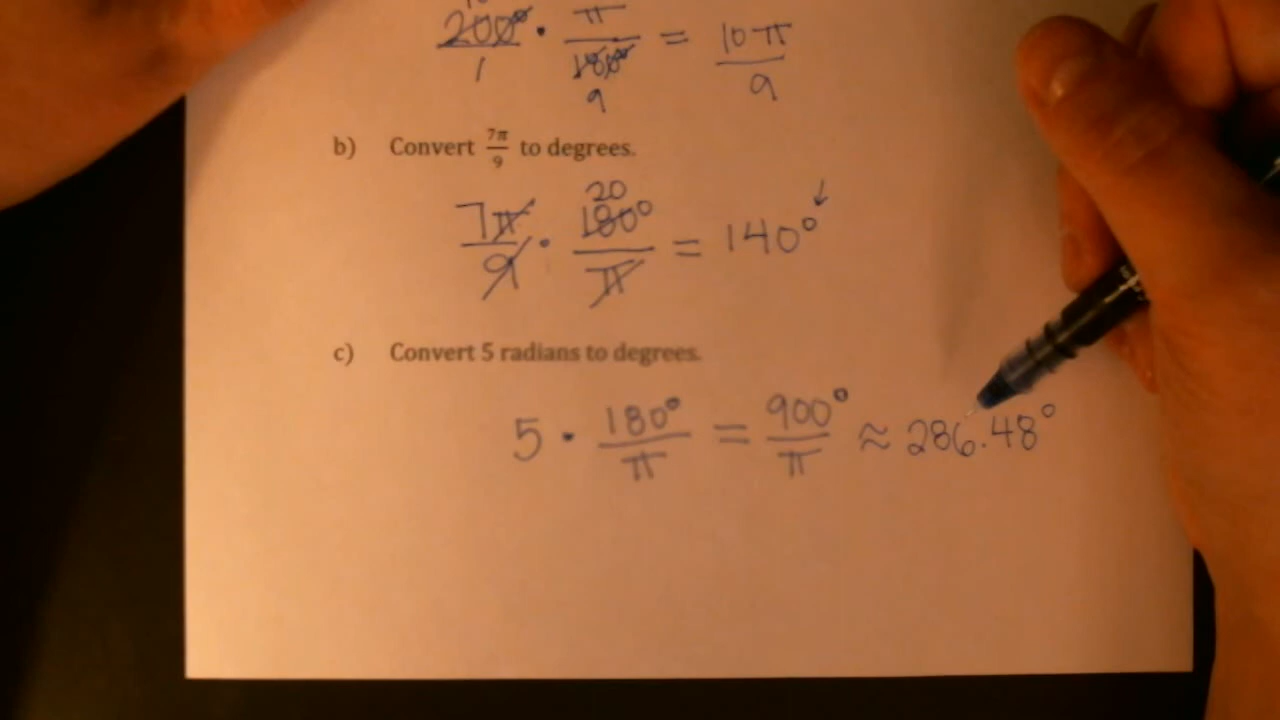 200° · π = 10π
1 180° 9
9
b) Convert 7π/9 to degrees.
20
7π · 180° = 140°
9 π
c) Convert 5 radians to degrees.
5 · 180° = 900° ≈ 286.48°
π π